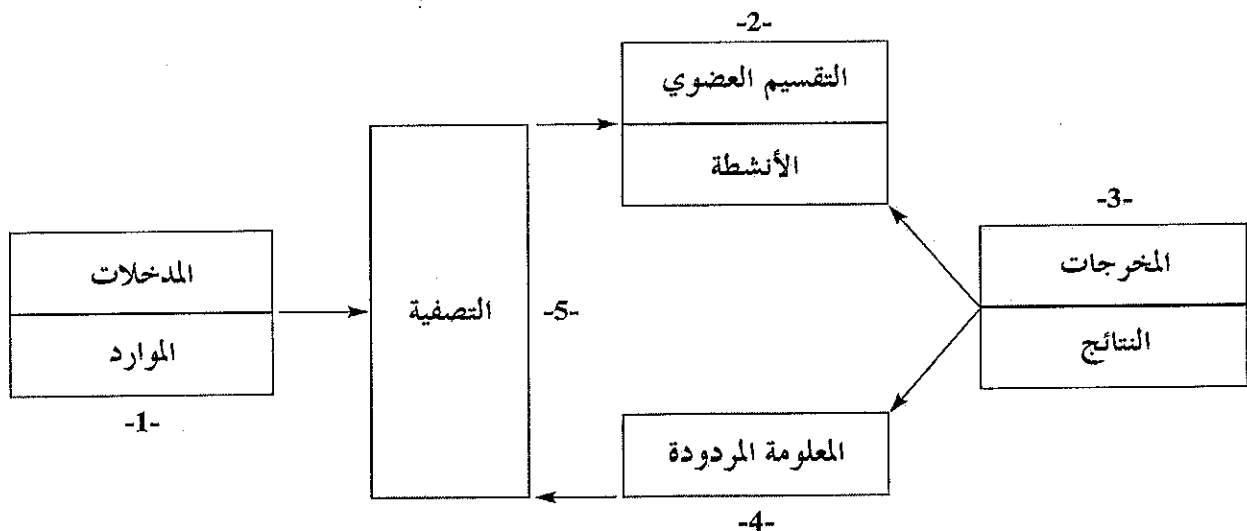 -2-
التقسيم العضوي
الأنشطة
-3-
المخرجات
النتائج
المدخلات
الموارد
-1-
التصفية
-5-
المعلومة المردودة
-4-